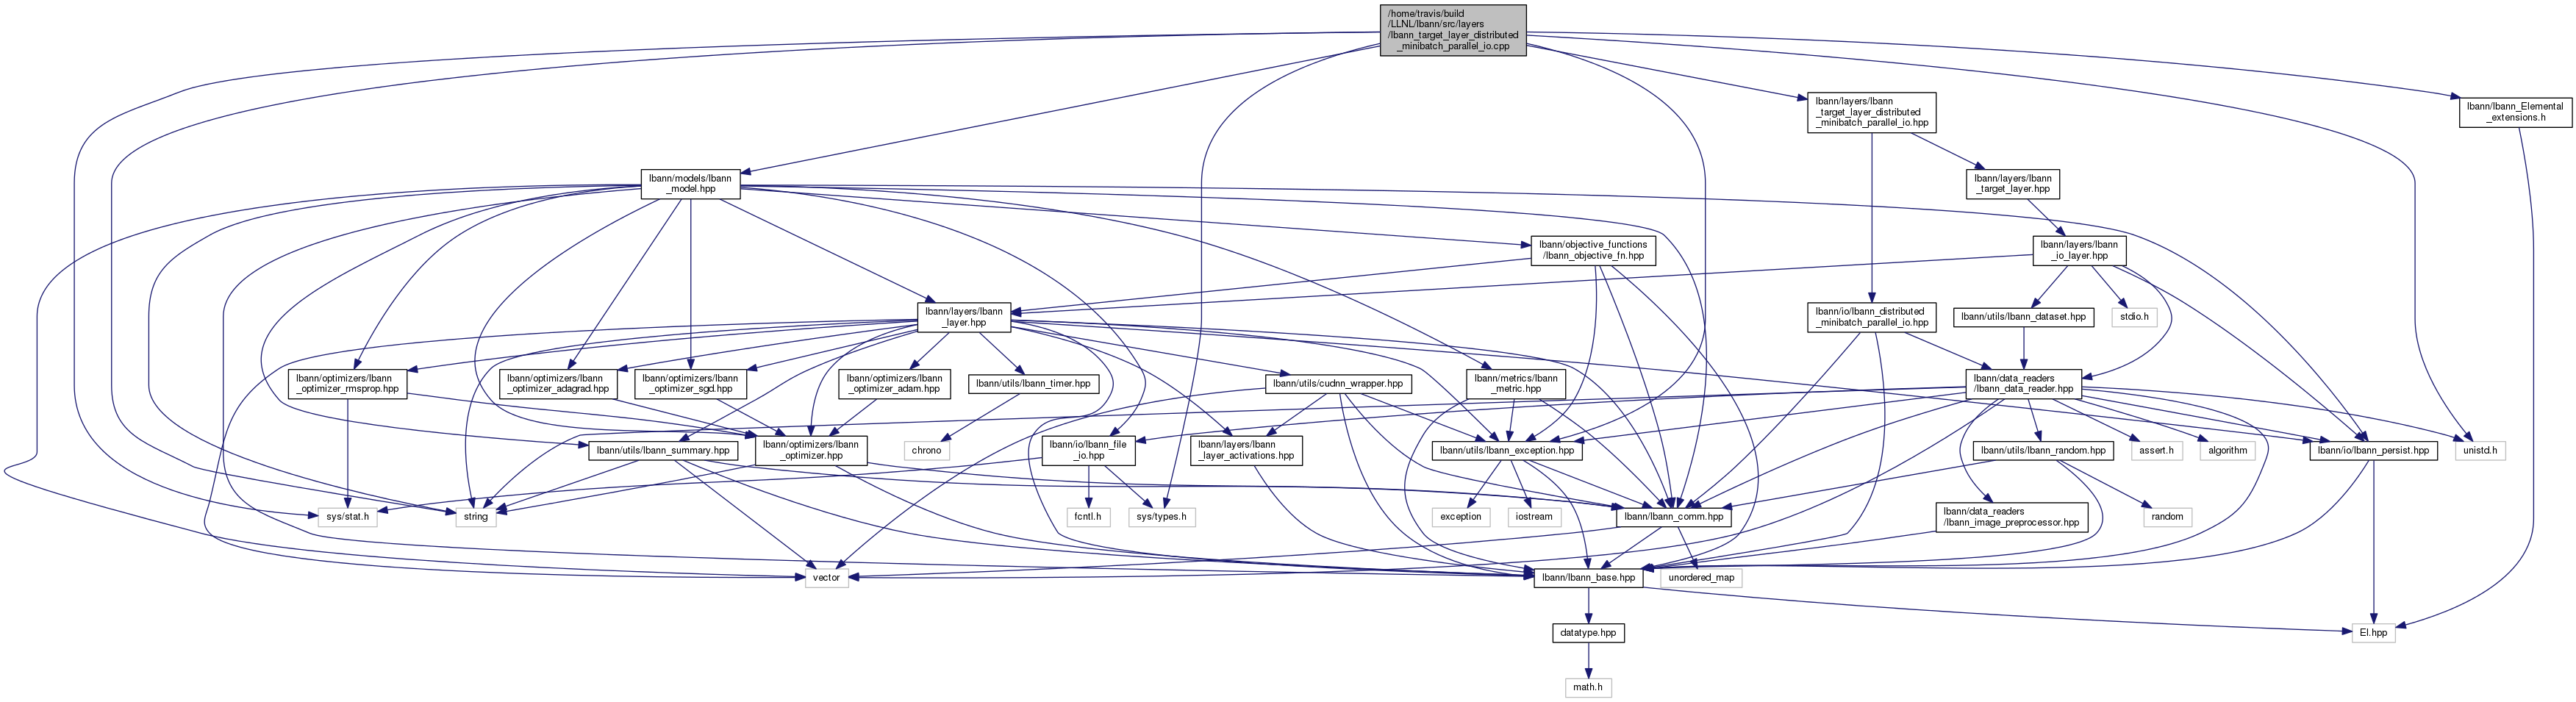 /home/travis/build
/LLNL/lbann/src/layers
/lbann_target_layer_distributed
_minibatch_parallel_io.cpp
lbann/layers/lbann
_target_layer_distributed
_minibatch_parallel_io.hpp
lbann/lbann_Elemental
_extensions.h
lbann/models/lbann
_model.hpp
lbann/layers/lbann
_target_layer.hpp
lbann/objective_functions
/lbann_objective_fn.hpp
lbann/layers/lbann
_io_layer.hpp
lbann/layers/lbann
_layer.hpp
lbann/io/lbann_distributed
_minibatch_parallel_io.hpp
lbann/utils/lbann_dataset.hpp
stdio.h
lbann/optimizers/lbann
_optimizer_rmsprop.hpp
lbann/optimizers/lbann
_optimizer_adagrad.hpp
lbann/optimizers/lbann
_optimizer_sgd.hpp
lbann/optimizers/lbann
_optimizer_adam.hpp
lbann/utils/lbann_timer.hpp
lbann/utils/cudnn_wrapper.hpp
lbann/metrics/lbann
_metric.hpp
lbann/data_readers
/lbann_data_reader.hpp
lbann/utils/lbann_summary.hpp
lbann/optimizers/lbann
_optimizer.hpp
chrono
lbann/io/lbann_file
_io.hpp
lbann/layers/lbann
_layer_activations.hpp
lbann/utils/lbann_exception.hpp
lbann/utils/lbann_random.hpp
assert.h
algorithm
lbann/io/lbann_persist.hpp
unistd.h
sys/stat.h
string
fcntl.h
sys/types.h
exception
iostream
lbann/lbann_comm.hpp
lbann/data_readers
/lbann_image_preprocessor.hpp
random
vector
lbann/lbann_base.hpp
unordered_map
datatype.hpp
El.hpp
math.h